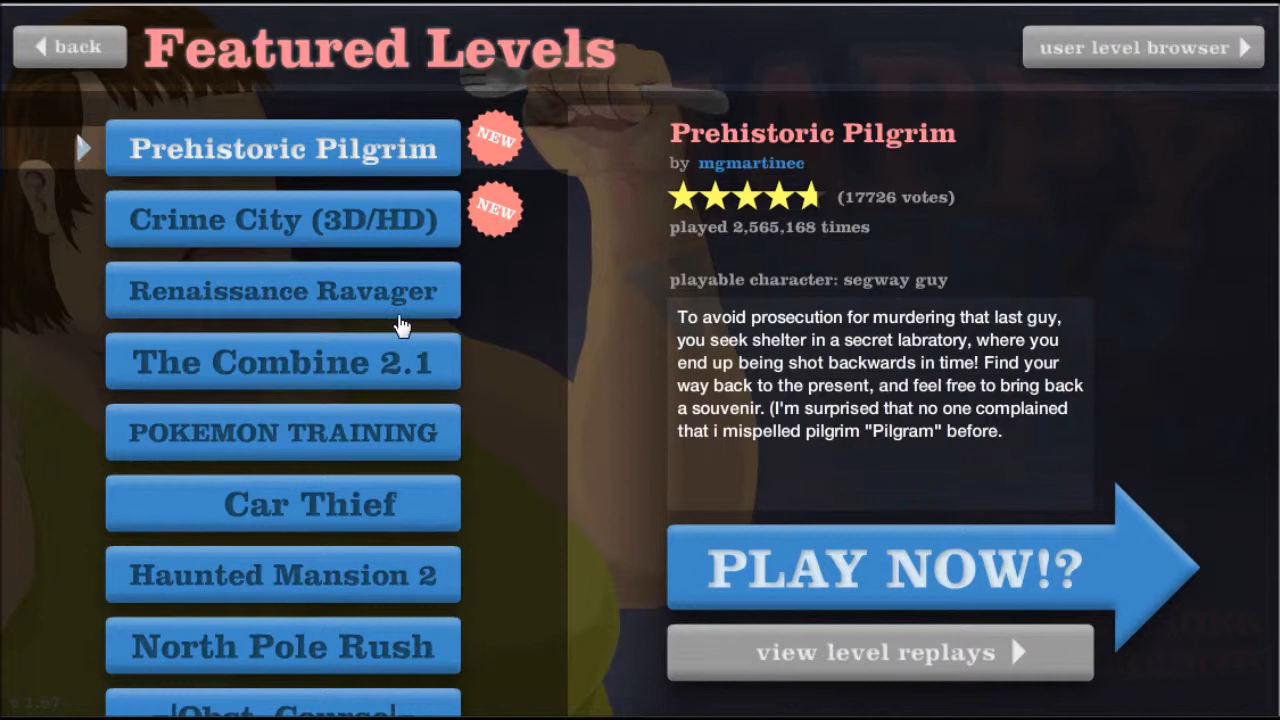 back
Featured Levels
user level browser
Prehistoric Pilgrim
NEW
Crime City (3D/HD)
NEW
Renaissance Ravager
The Combine 2.1
POKEMON TRAINING
Car Thief
Haunted Mansion 2
North Pole Rush
Prehistoric Pilgrim
by mgmartinec
(17726 votes)
played 2,565,168 times
playable character: segway guy
To avoid prosecution for murdering that last guy,
you seek shelter in a secret labratory, where you
end up being shot backwards in time! Find your
way back to the present, and feel free to bring back
a souvenir. (I'm surprised that no one complained
that i mispelled pilgrim "Pilgram" before.
PLAY NOW!?
view level replays
v 1.67